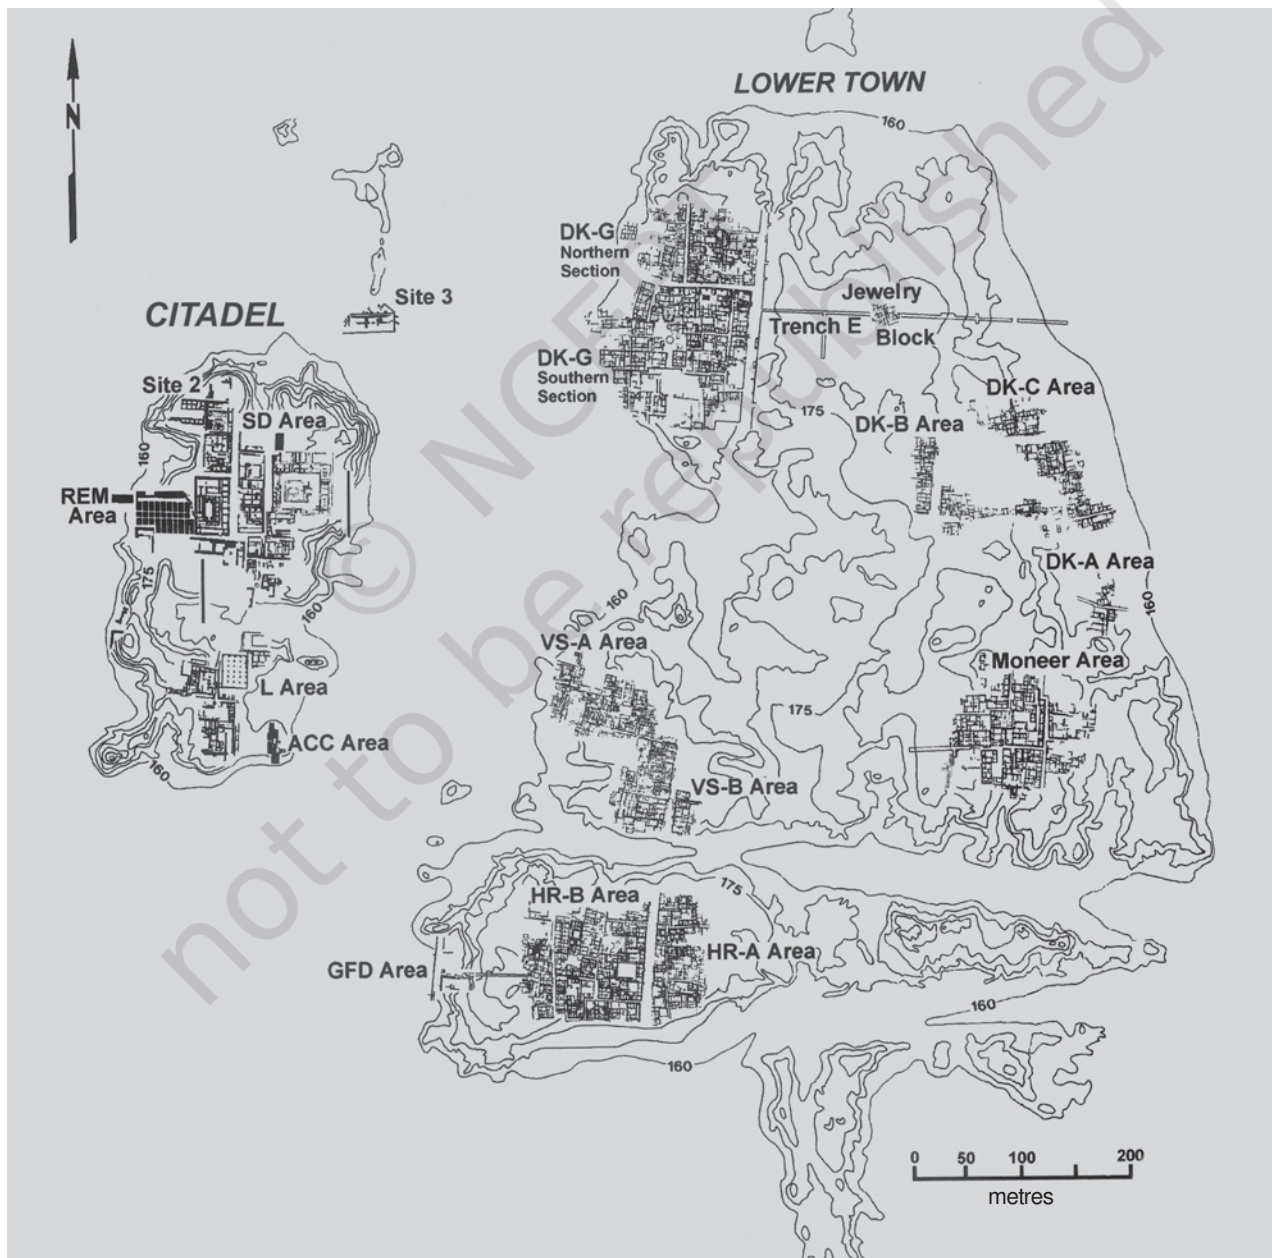 LOWER TOWN
N
160
DK-G
Northern
Section
Site 3
CITADEL
Jewelry
Trench E
Block
DK-G
Southern
Section
Site 2
SD Area
DK-C Area
175
DK-B Area
160
REM
Area
175
DK-A Area
160
160
160
VS-A Area
Moneer Area
L Area
175
ACC Area
160
VS-B Area
175
HR-B Area
HR-A Area
GFD Area
160
160
0 50 100 200
metres
© NCERT
not to be republished